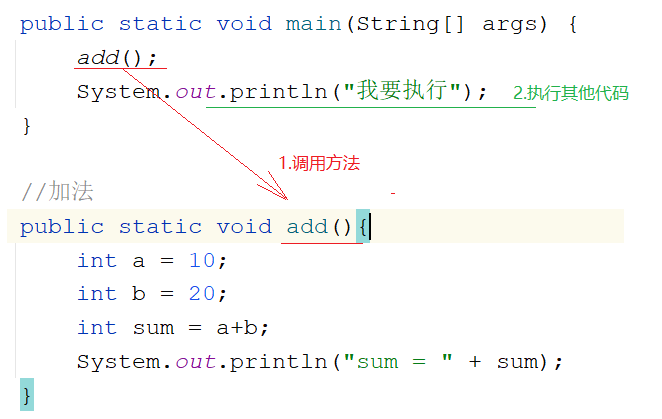 public static void main(String[] args) {
add();
System.out.println("我要执行"); 2.执行其他代码
}
1.调用方法
//加法
public static void add(){
int a = 10;
int b = 20;
int sum = a+b;
System.out.println("sum = " + sum);
}